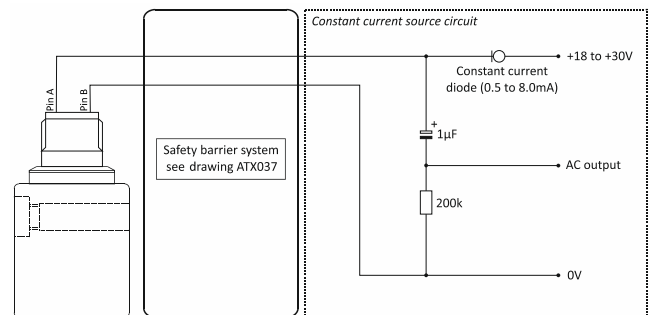 Constant current source circuit
+18 to +30V
Constant current
diode (0.5 to 8.0mA)
Pin A
Pin B
+
1µF
Safety barrier system
see drawing ATX037
AC output
200k
0V